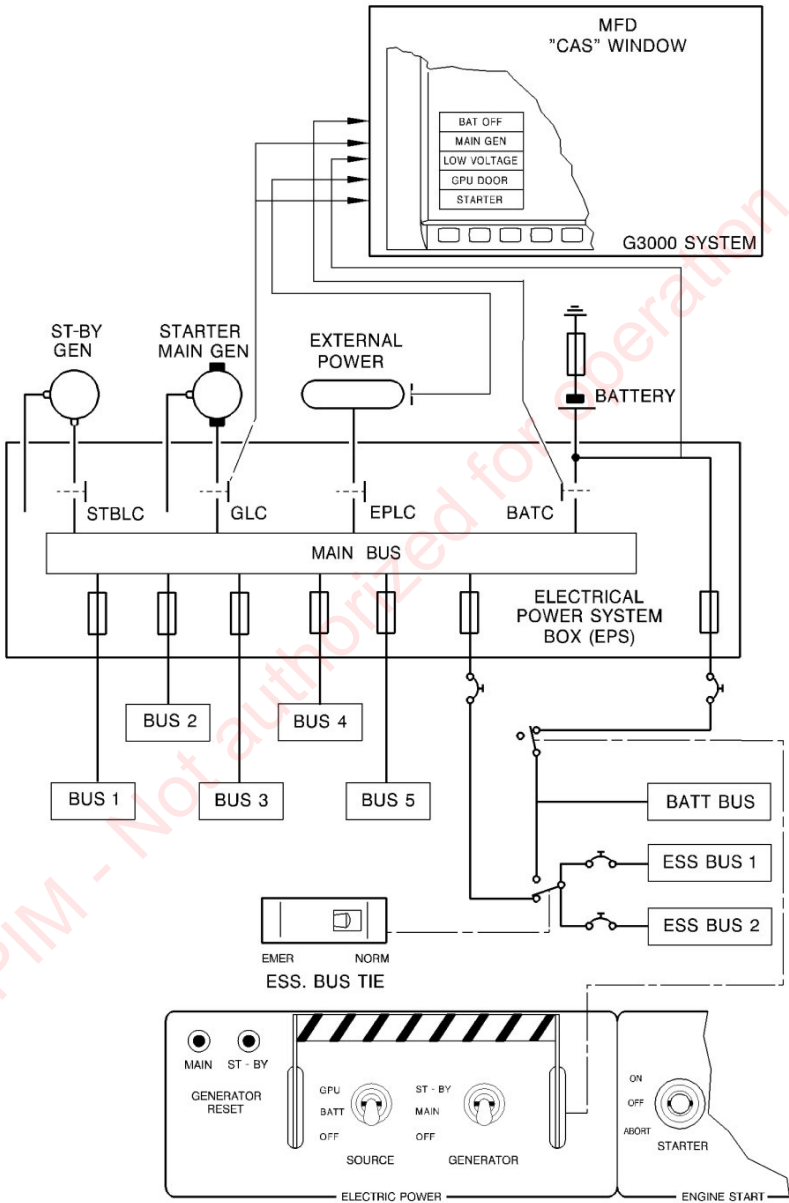 MFD
"CAS" WINDOW
BAT OFF
MAIN GEN
LOW VOLTAGE
GPU DOOR
STARTER
G3000 SYSTEM
ST-BY
GEN
STARTER
MAIN GEN
EXTERNAL
POWER
BATTERY
STBLC
GLC
EPLC
BATC
MAIN BUS
ELECTRICAL
POWER SYSTEM
BOX (EPS)
BUS 2
BUS 4
BUS 1
BUS 3
BUS 5
BATT BUS
ESS BUS 1
ESS BUS 2
EMER
NORM
ESS. BUS TIE
MAIN
ST - BY
GENERATOR
RESET
GPU
BATT
OFF
SOURCE
ST - BY
MAIN
OFF
GENERATOR
ELECTRIC POWER
ON
OFF
ABORT
STARTER
ENGINE START
PIM - Not authorized for operation